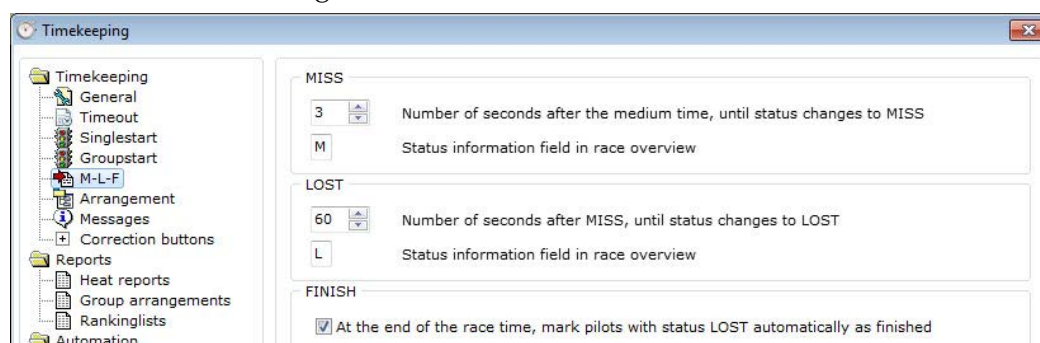 Timekeeping
Timekeeping
General
Timeout
Singlestart
Groupstart
M-L-F
Arrangement
Messages
Correction buttons
Reports
Heat reports
Group arrangements
Rankinglists
Automation
MISS
3 Number of seconds after the medium time, until status changes to MISS
M Status information field in race overview
LOST
60 Number of seconds after MISS, until status changes to LOST
L Status information field in race overview
FINISH
At the end of the race time, mark pilots with status LOST automatically as finished